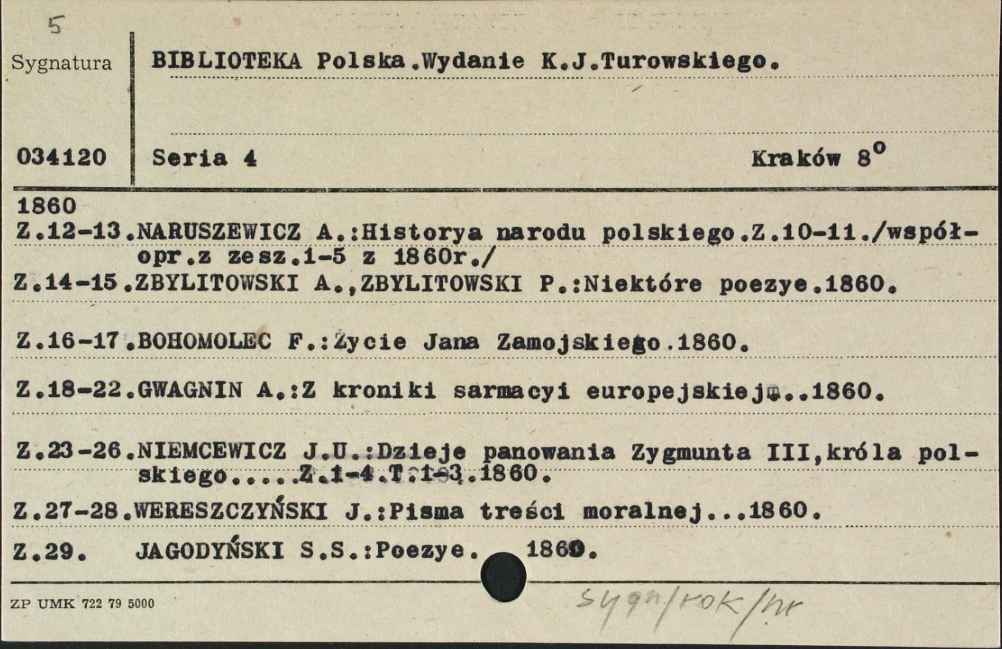 5
Sygnatura
BIBLIOTEKA Polska.Wydanie K.J.Turowskiego.
034120
Seria 4
Kraków 8º
1860
Z.12-13.NARUSZEWICZ A.:Historya narodu polskiego.Z.10-11./współ-
opr.z zesz.1-5 z 1860r./
Z.14-15.ZBYLITOWSKI A.,ZBYLITOWSKI P.:Niektóre poezye.1860.
Z.16-17.BOHOMOLEC F.:Życie Jana Zamojskiego.1860.
Z.18-22.GWAGNIN A.:Z kroniki sarmacyi europejskiej...1860.
Z.23-26.NIEMCEWICZ J.U.:Dzieje panowania Zygmunta III,króla pol-
skiego.....Z.1-4.T.1-3.1860.
Z.27-28.WERESZCZYŃSKI J.:Pisma treści moralnej...1860.
Z.29. JAGODYŃSKI S.S.:Poezye. 1860.
ZP UMK 722 79 5000
sygn/rok/nr